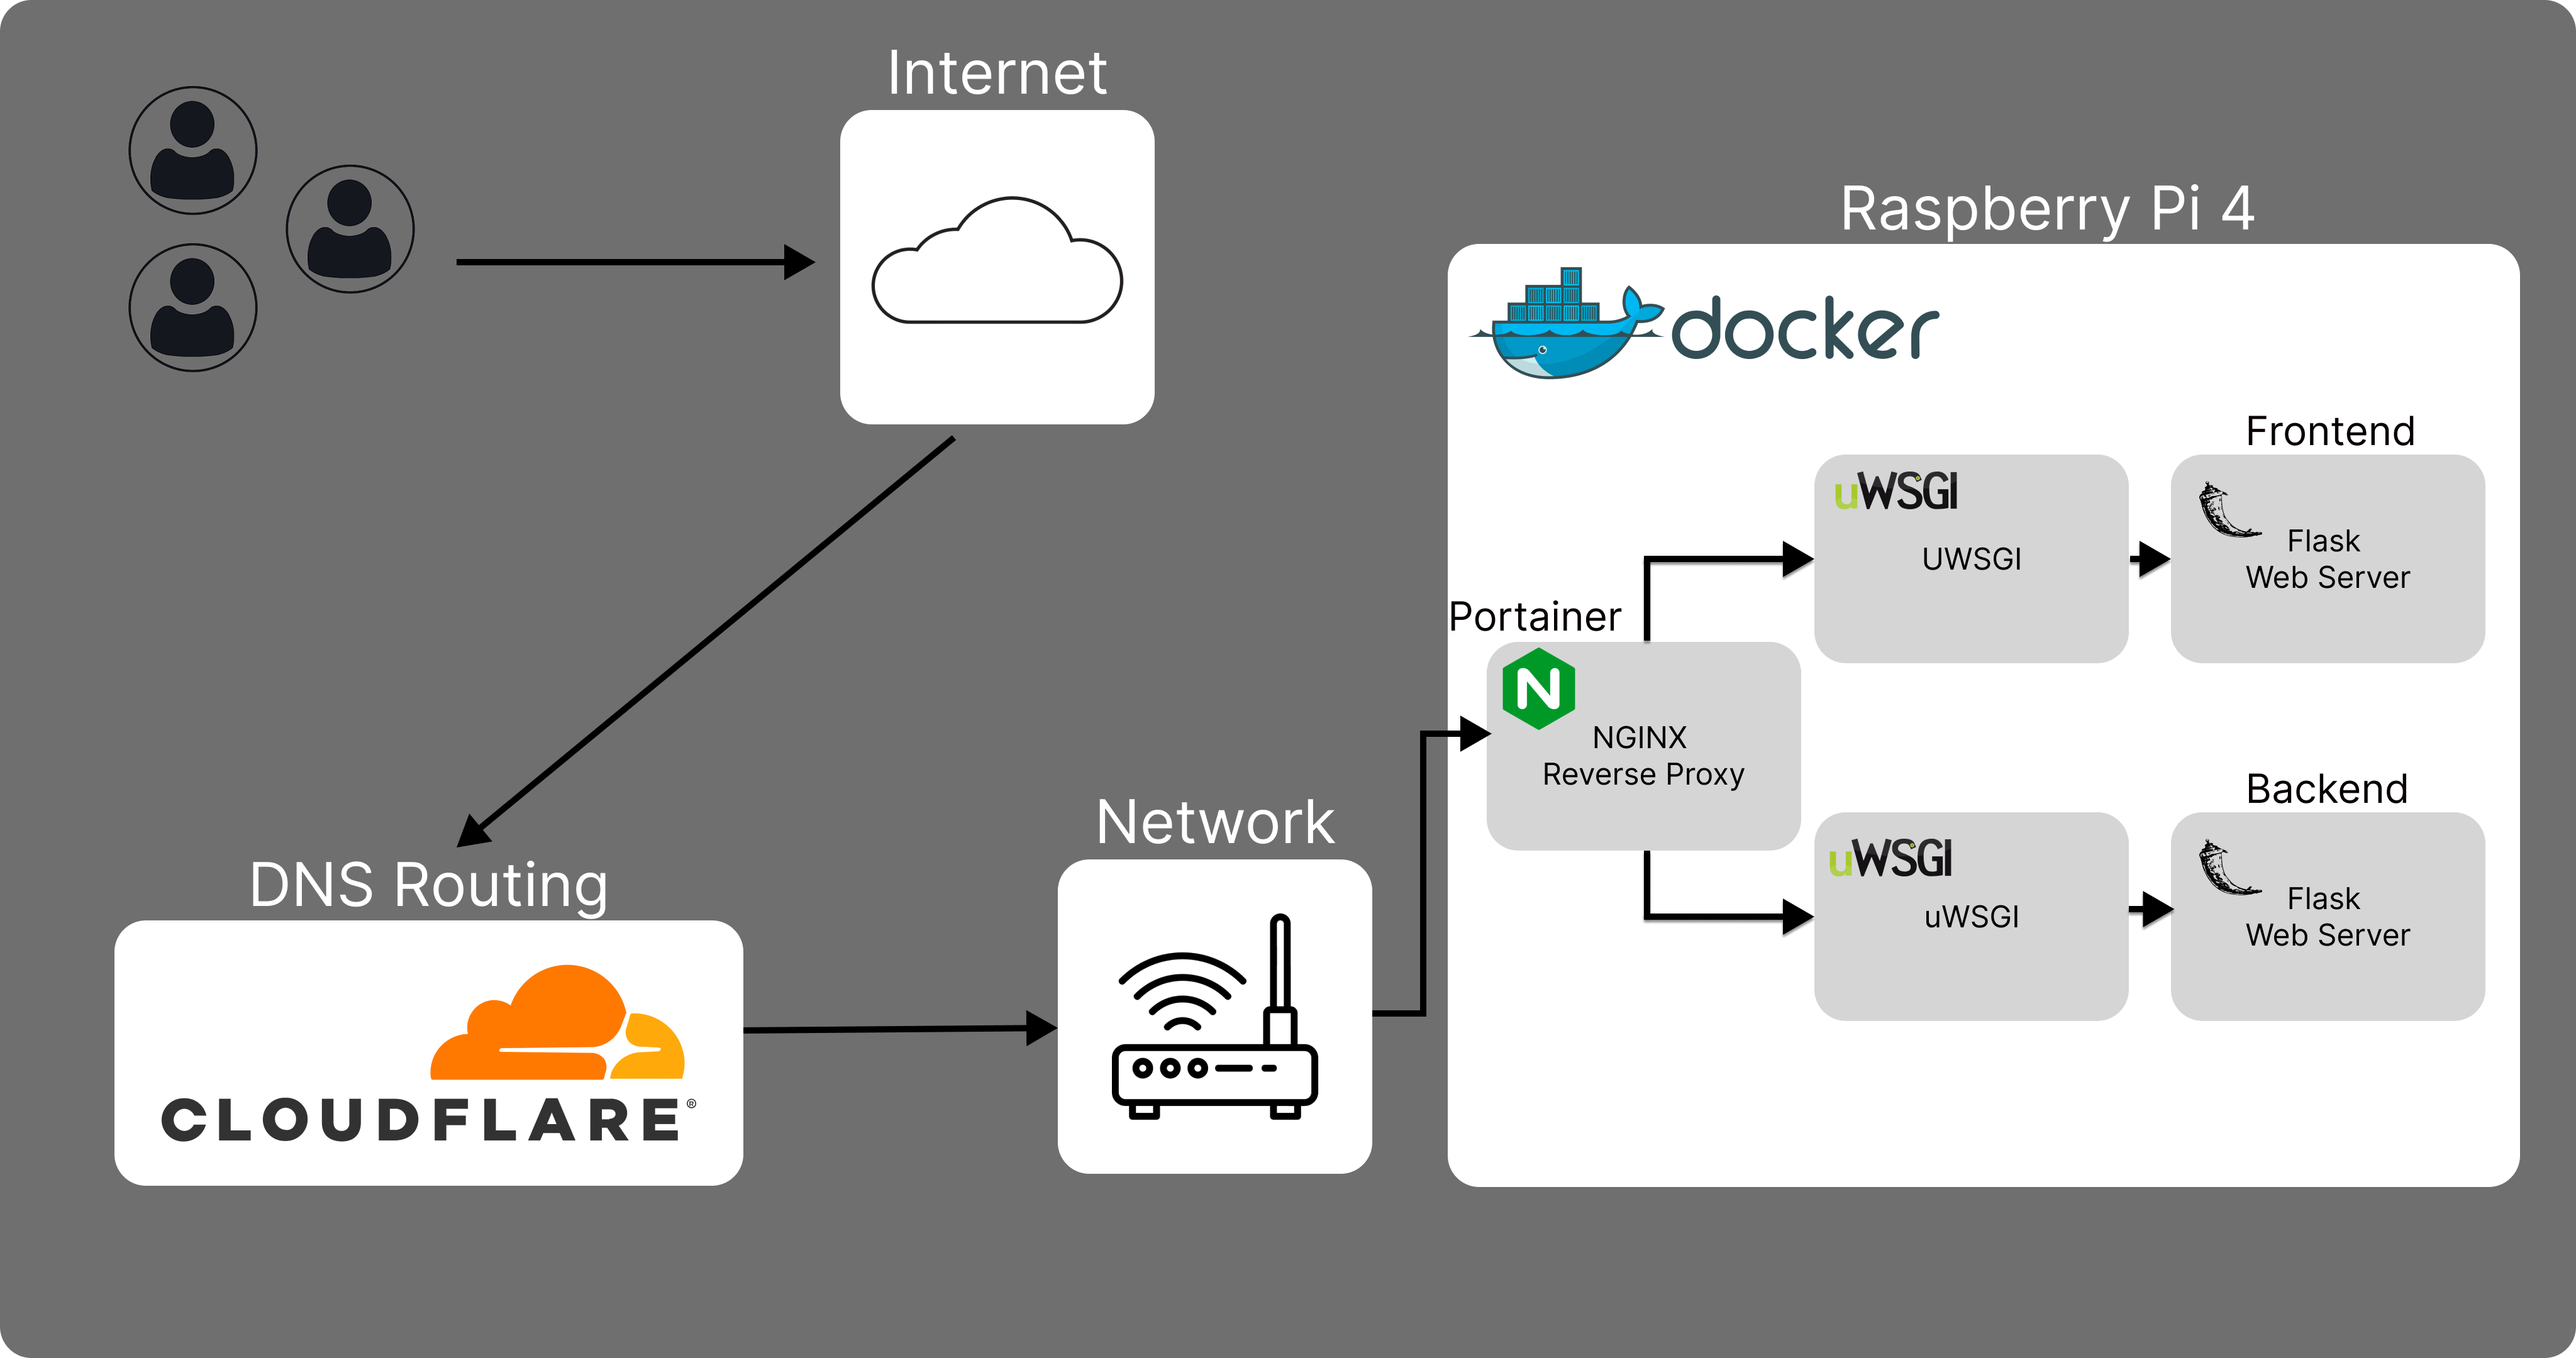 Internet
Raspberry Pi 4
docker
Frontend
uWSGI
UWSGI
Flask
Web Server
Portainer
N
NGINX
Reverse Proxy
Backend
uWSGI
uWSGI
Flask
Web Server
Network
DNS Routing
CLOUDFLARE®